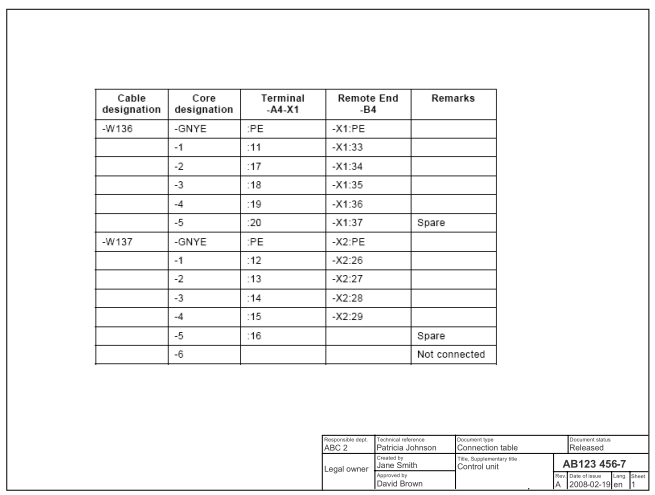 Cable designation Core designation Terminal -A4-X1 Remote End -B4 Remarks
-W136 -GNYE :PE -X1:PE
-1 :11 -X1:33
-2 :17 -X1:34
-3 :18 -X1:35
-4 :19 -X1:36
-5 :20 -X1:37 Spare
-W137 -GNYE :PE -X2:PE
-1 :12 -X2:26
-2 :13 -X2:27
-3 :14 -X2:28
-4 :15 -X2:29
-5 :16 Spare
-6 Not connected
Responsible dept. Technical reference Document type Document status
ABC 2 Patricia Johnson Connection table Released
Legal owner
Created by
Jane Smith
Approved by
David Brown
Title, Supplementary title
Control unit
AB123 456-7
Rev. Date of issue Lang. Sheet
A 2008-02-19 en 1